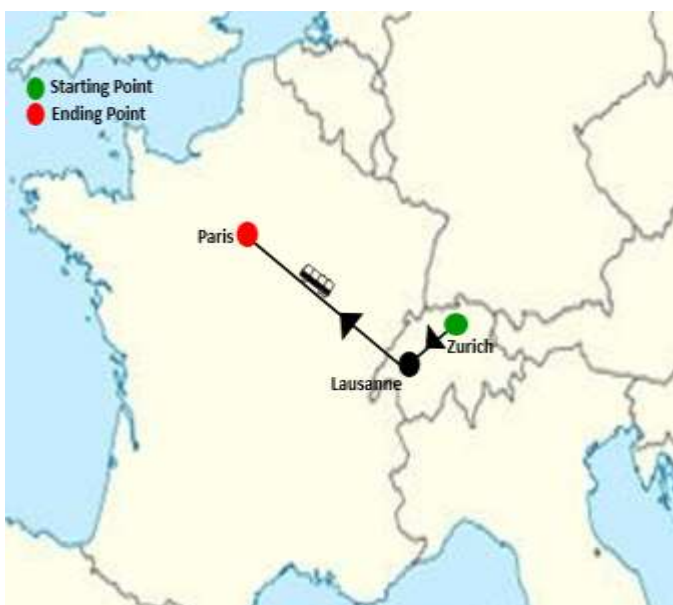 Starting Point
Ending Point
Paris
Zurich
Lausanne